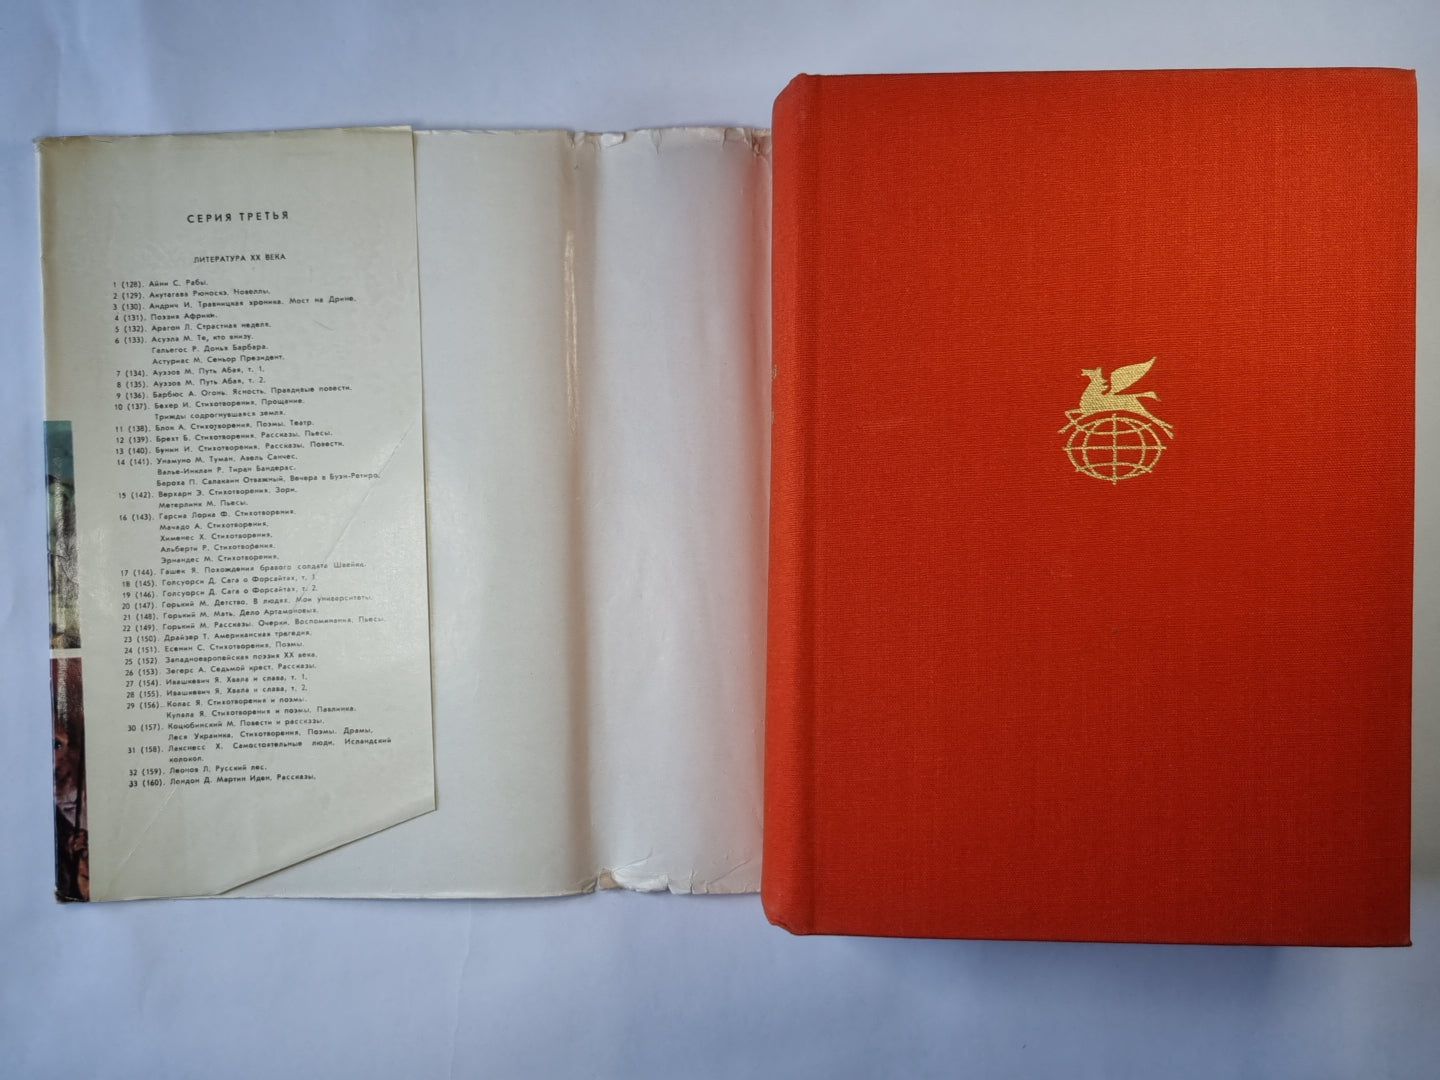 СЕРИЯ ТРЕТЬЯ
ЛИТЕРАТУРА XX ВЕКА
1 (128). Айни С. Рабы.
2 (129). Акутагава Рюноскэ. Новеллы.
3 (130). Андрич И. Травницкая хроника. Мост на Дрине.
4 (131). Поэзия Африки.
5 (132). Арагон Л. Страстная неделя.
6 (133). Асуэла М. Те, кто внизу.
Гальегос Р. Донья Барбара.
Астуриас М. Сеньор Президент.
7 (134). Ауэзов М. Путь Абая, т. 1.
8 (135). Ауэзов М. Путь Абая, т. 2.
9 (136). Барбюс А. Огонь. Ясность. Правдивые повести.
10 (137). Бехер И. Стихотворения. Прощание.
Трижды содрогнувшаяся земля.
11 (138). Блок А. Стихотворения. Поэмы. Театр.
12 (139). Брехт Б. Стихотворения. Рассказы. Пьесы.
13 (140). Бунин И. Стихотворения. Рассказы. Повести.
14 (141). Унамуно М. Туман. Авель Санчес.
Валье-Инклан Р. Тиран Бандерас.
Бароха П. Салакаин Отважный. Вечера в Буэн-Ретиро.
15 (142). Верхарн Э. Стихотворения. Зори.
Метерлинк М. Пьесы.
16 (143). Гарсиа Лорка Ф. Стихотворения.
Мачадо А. Стихотворения.
Хименес Х. Стихотворения.
Альберти Р. Стихотворения.
Эрнандес М. Стихотворения.
17 (144). Гашек Я. Похождения бравого солдата Швейка.
18 (145). Голсуорси Д. Сага о Форсайтах, т. 1.
19 (146). Голсуорси Д. Сага о Форсайтах, т. 2.
20 (147). Горький М. Детство. В людях. Мои университеты.
21 (148). Горький М. Мать. Дело Артамоновых.
22 (149). Горький М. Рассказы. Очерки. Воспоминания. Пьесы.
23 (150). Драйзер Т. Американская трагедия.
24 (151). Есенин С. Стихотворения. Поэмы.
25 (152) Западноевропейская поэзия XX века.
26 (153). Зегерс А. Седьмой крест. Рассказы.
27 (154). Ивашкевич Я. Хвала и слава, т. 1.
28 (155). Ивашкевич Я. Хвала и слава, т. 2.
29 (156). Колас Я. Стихотворения и поэмы.
Купала Я. Стихотворения и поэмы. Павлинка.
30 (157). Коцюбинский М. Повести и рассказы.
Леся Украинка. Стихотворения. Поэмы. Драмы.
31 (158). Лакснесс Х. Самостоятельные люди. Исландский
колокол.
32 (159). Леонов Л. Русский лес.
33 (160). Лондон Д. Мартин Иден. Рассказы.